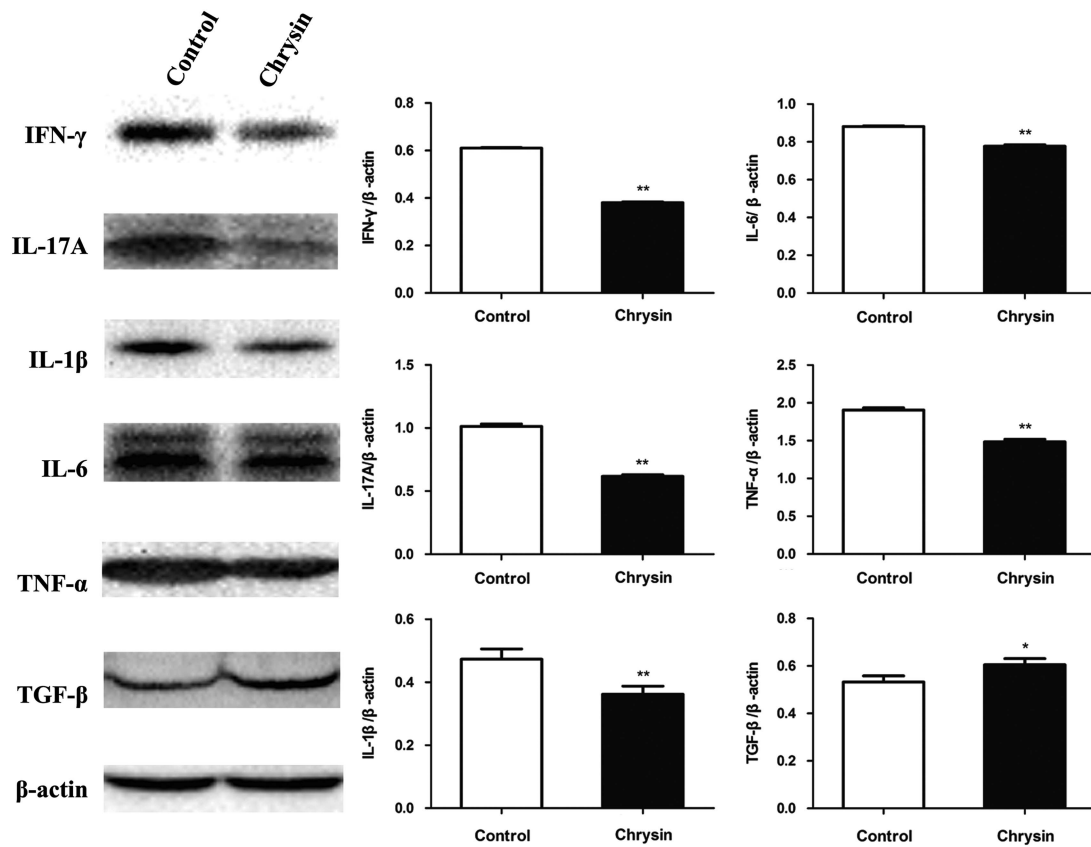 Control Chrysin
IFN-γ
IL-17A
IL-1β
IL-6
TNF-α
TGF-β
β-actin
IFN-γ /β -actin
0.8
0.6
0.4
0.2
0.0
**
Control Chrysin
IL-6/ β -actin
1.0
0.8
0.6
0.4
0.2
0.0
**
Control Chrysin
IL-17A/β -actin
1.5
1.0
0.5
0.0
**
Control Chrysin
TNF-α /β -actin
2.5
2.0
1.5
1.0
0.5
0.0
**
Control Chrysin
IL-1β /β -actin
0.6
0.4
0.2
0.0
**
Control Chrysin
TGF-β /β -actin
0.8
0.6
0.4
0.2
0.0
*
Control Chrysin